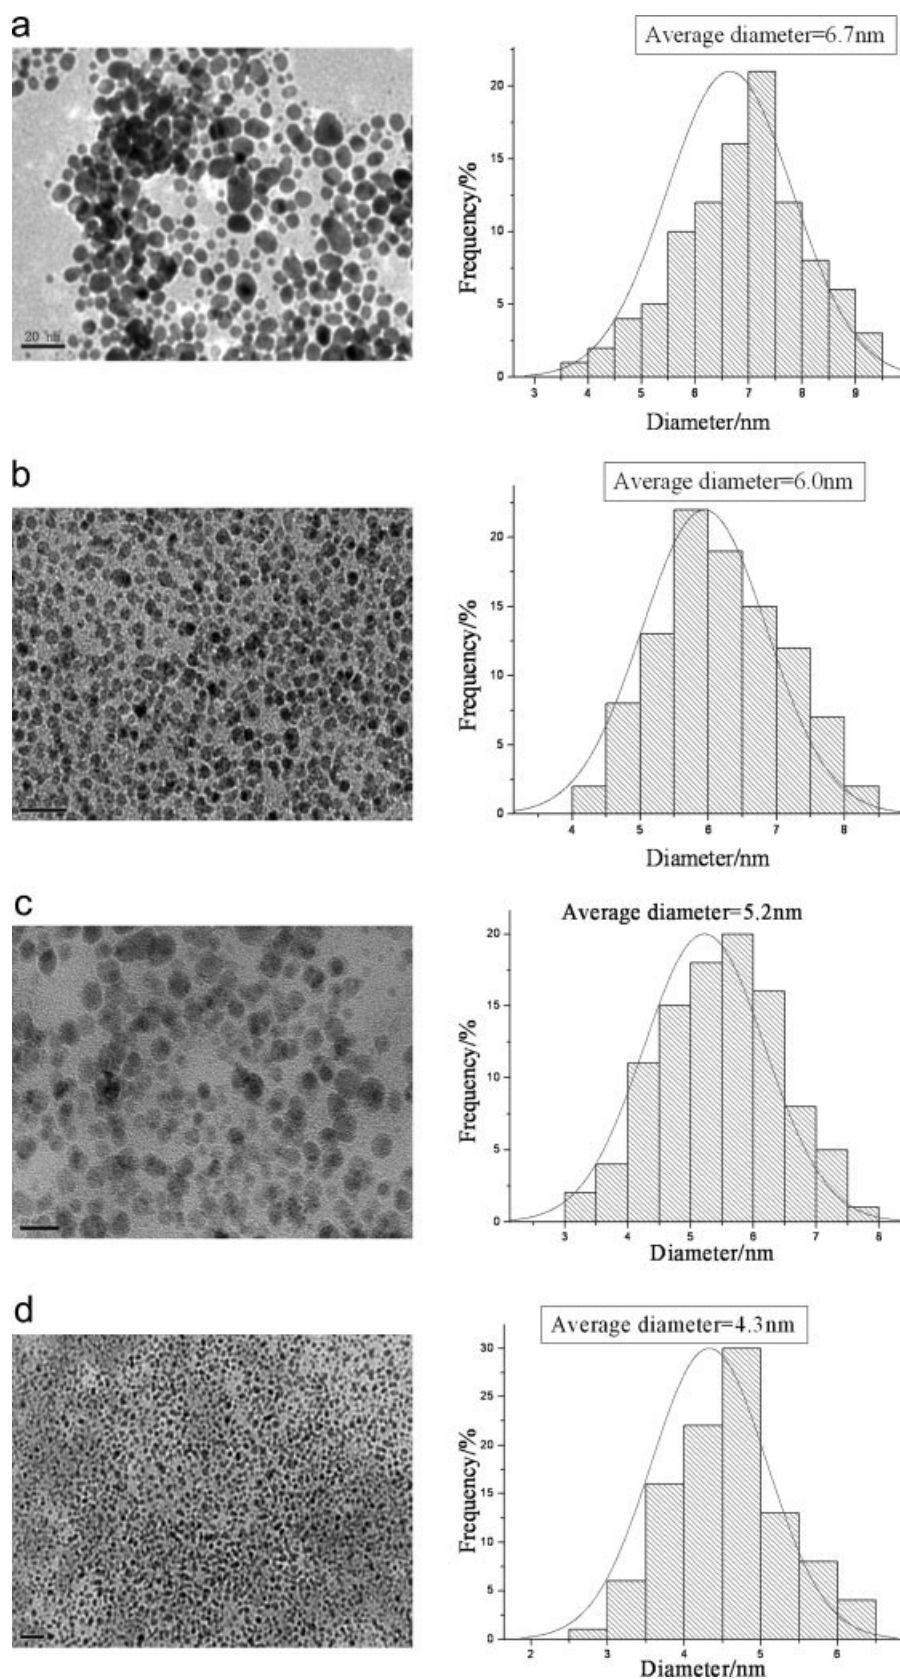 a
Average diameter=6.7nm
20
15
10
5
0
Frequency/%
20 nm
3 4 5 6 7 8 9
Diameter/nm
b
Average diameter=6.0nm
20
15
10
5
0
Frequency/%
4 5 6 7 8
Diameter/nm
c
Average diameter=5.2nm
20
15
10
5
0
Frequency/%
3 4 5 6 7 8
Diameter/nm
d
Average diameter=4.3nm
30
25
20
15
10
5
0
Frequency/%
2 3 4 5 6
Diameter/nm